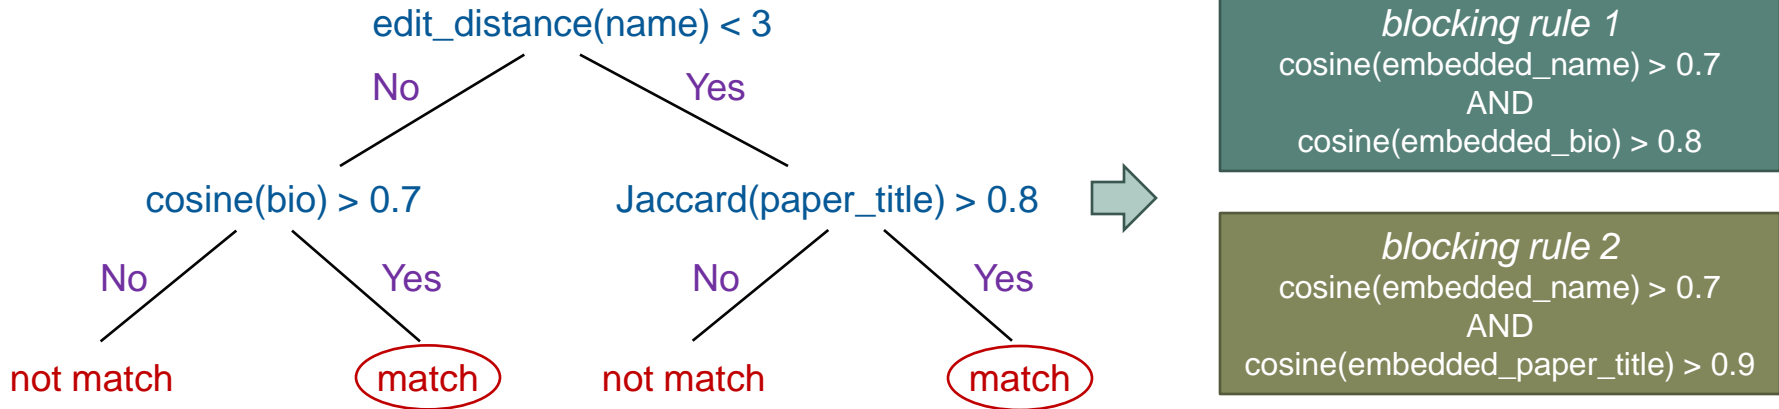 edit_distance(name) < 3
No
Yes
cosine(bio) > 0.7
Jaccard(paper_title) > 0.8
No
Yes
No
Yes
not match
match
not match
match
blocking rule 1
cosine(embedded_name) > 0.7
AND
cosine(embedded_bio) > 0.8
blocking rule 2
cosine(embedded_name) > 0.7
AND
cosine(embedded_paper_title) > 0.9